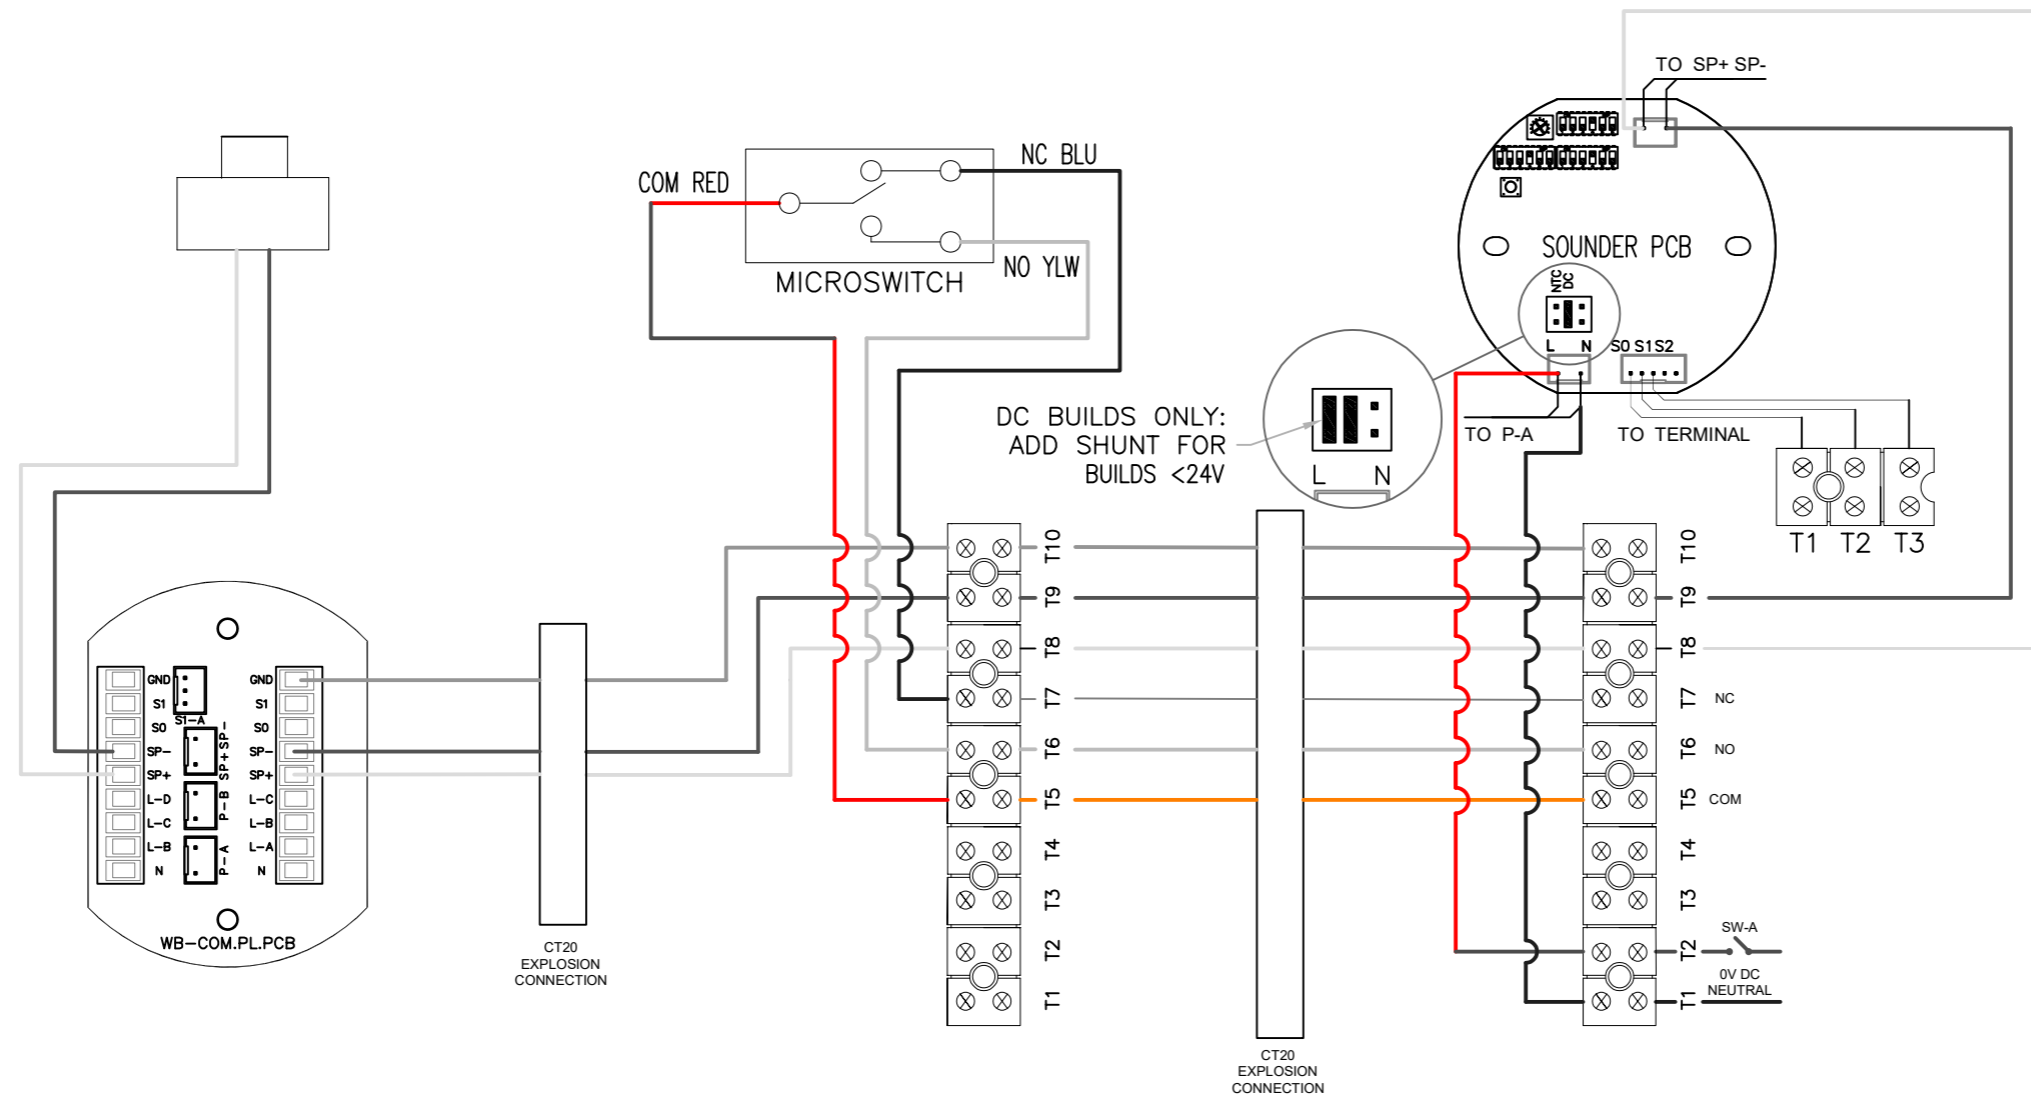 TO SP+ SP-
COM RED
NC BLU
NO YLW
MICROSWITCH
SOUNDER PCB
NTC
DC
L N
S0 S1 S2
DC BUILDS ONLY:
ADD SHUNT FOR
BUILDS <24V
L N
TO P-A
TO TERMINAL
T1 T2 T3
GND
S1
S0
SP-
SP+
L-D
L-C
L-B
N
S1-A
SP+SP-
P-B
P-A
GND
S1
S0
SP-
SP+
L-C
L-B
L-A
N
WB-COM.PL.PCB
CT20
EXPLOSION
CONNECTION
T10
T9
T8
T7
T6
T5
T4
T3
T2
T1
CT20
EXPLOSION
CONNECTION
T10
T9
T8
T7 NC
T6 NO
T5 COM
T4
T3
T2 SW-A
T1 0V DC
NEUTRAL